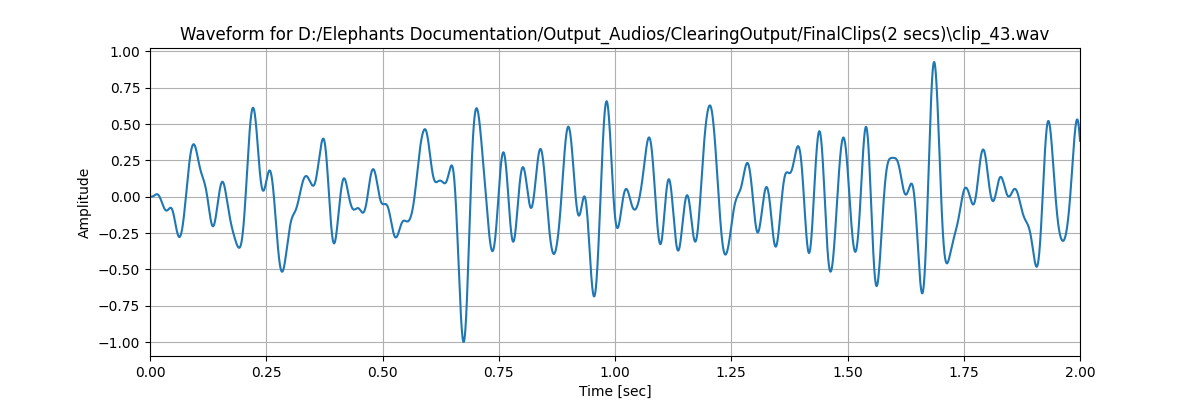 Waveform for D:/Elephants Documentation/Output_Audios/ClearingOutput/FinalClips(2 secs)\clip_43.wav
1.00
0.75
0.50
0.25
0.00
−0.25
−0.50
−0.75
−1.00
Amplitude
0.00 0.25 0.50 0.75 1.00 1.25 1.50 1.75 2.00
Time [sec]